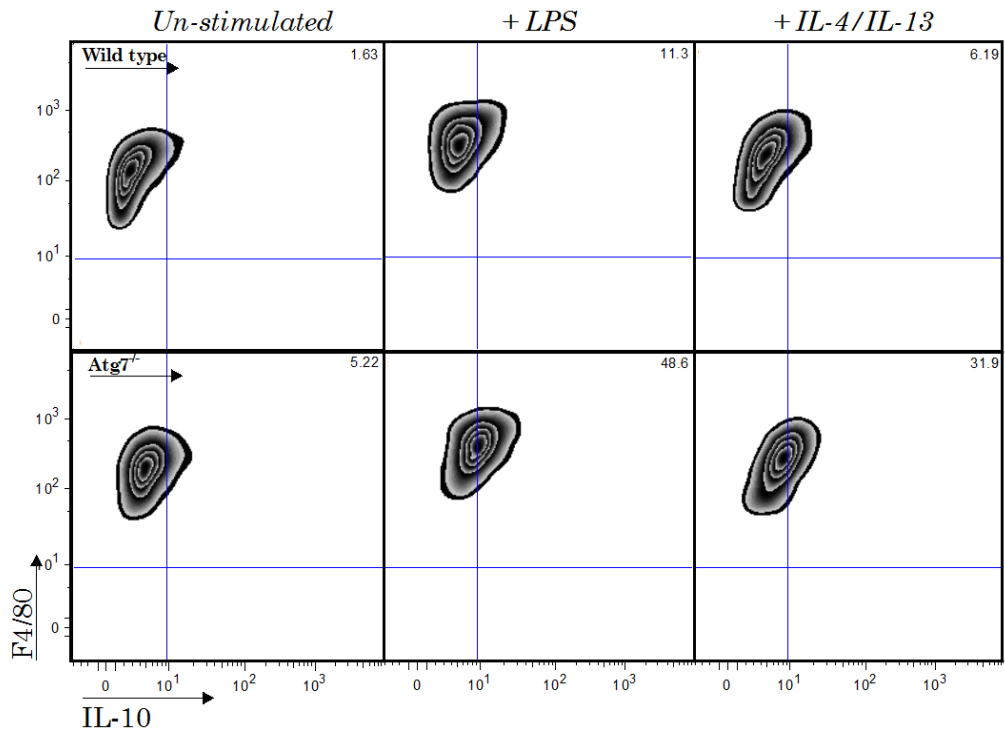 Un-stimulated + LPS + IL-4/IL-13
Wild type 1.63 11.3 6.19
10³
10²
10¹
0
Atg7⁻/⁻ 5.22 48.6 31.9
10³
10²
10¹
0
F4/80
0 10¹ 10² 10³ 0 10¹ 10² 10³ 0 10¹ 10² 10³
IL-10